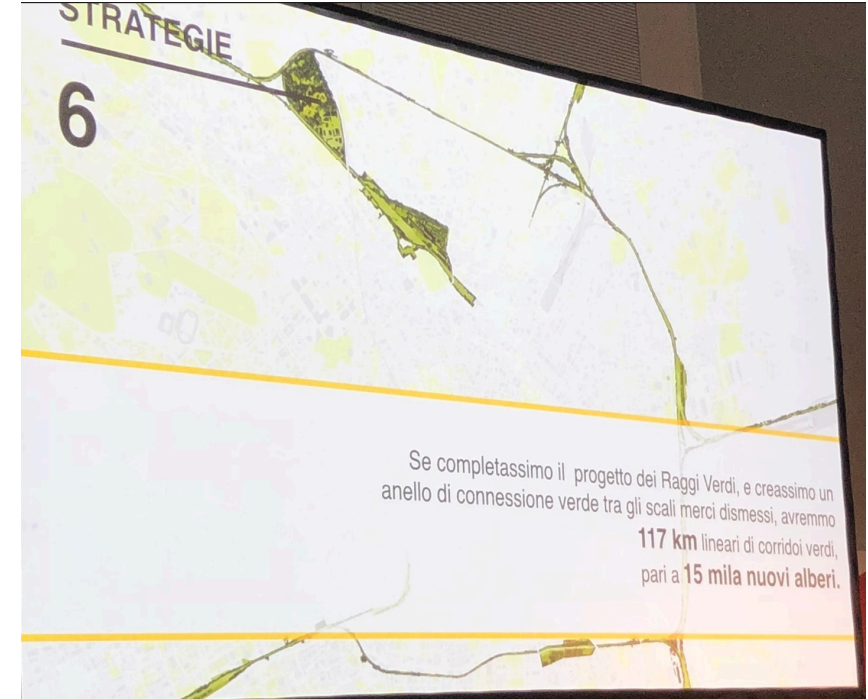 STRATEGIE
6
Se completassimo il progetto dei Raggi Verdi, e creassimo un
anello di connessione verde tra gli scali merci dismessi, avremmo
117 km lineari di corridoi verdi,
pari a 15 mila nuovi alberi.